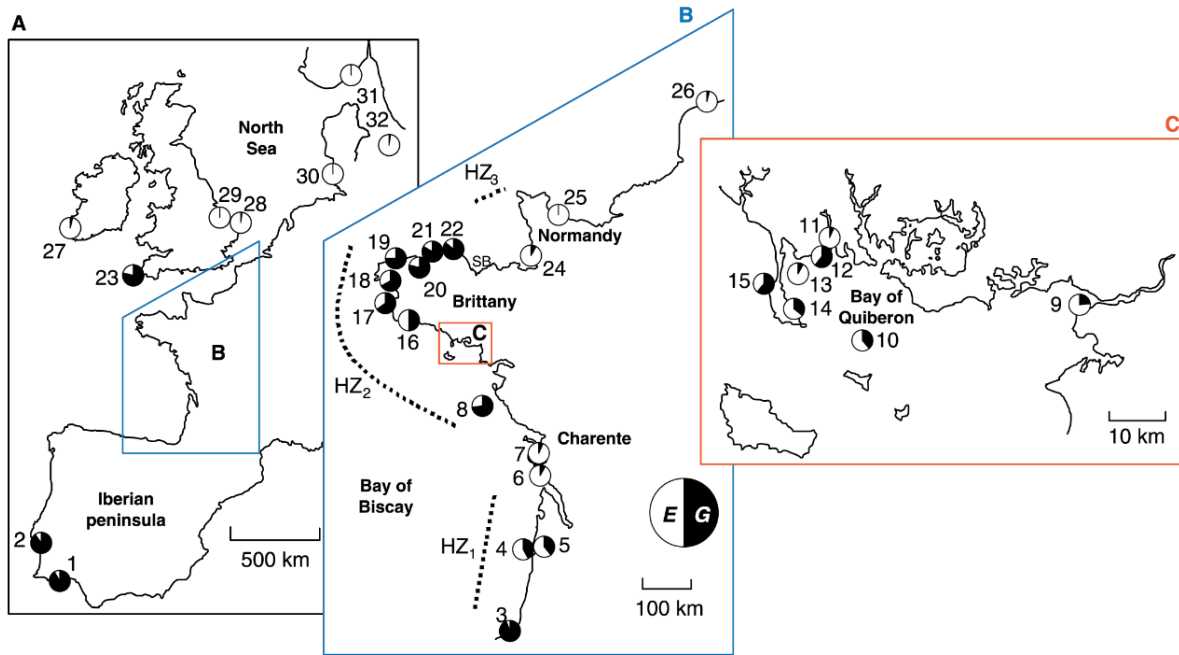 A
B
C
31
32
North
Sea
30
29
28
27
23
B
Iberian
peninsula
2
1
500 km
26
HZ3
25
Normandy
24
19
21
22
SB
20
18
Brittany
17
16
C
HZ2
8
Charente
7
6
Bay of
Biscay
E G
HZ1
4
5
100 km
3
11
12
15
13
14
Bay of
Quiberon
10
9
10 km